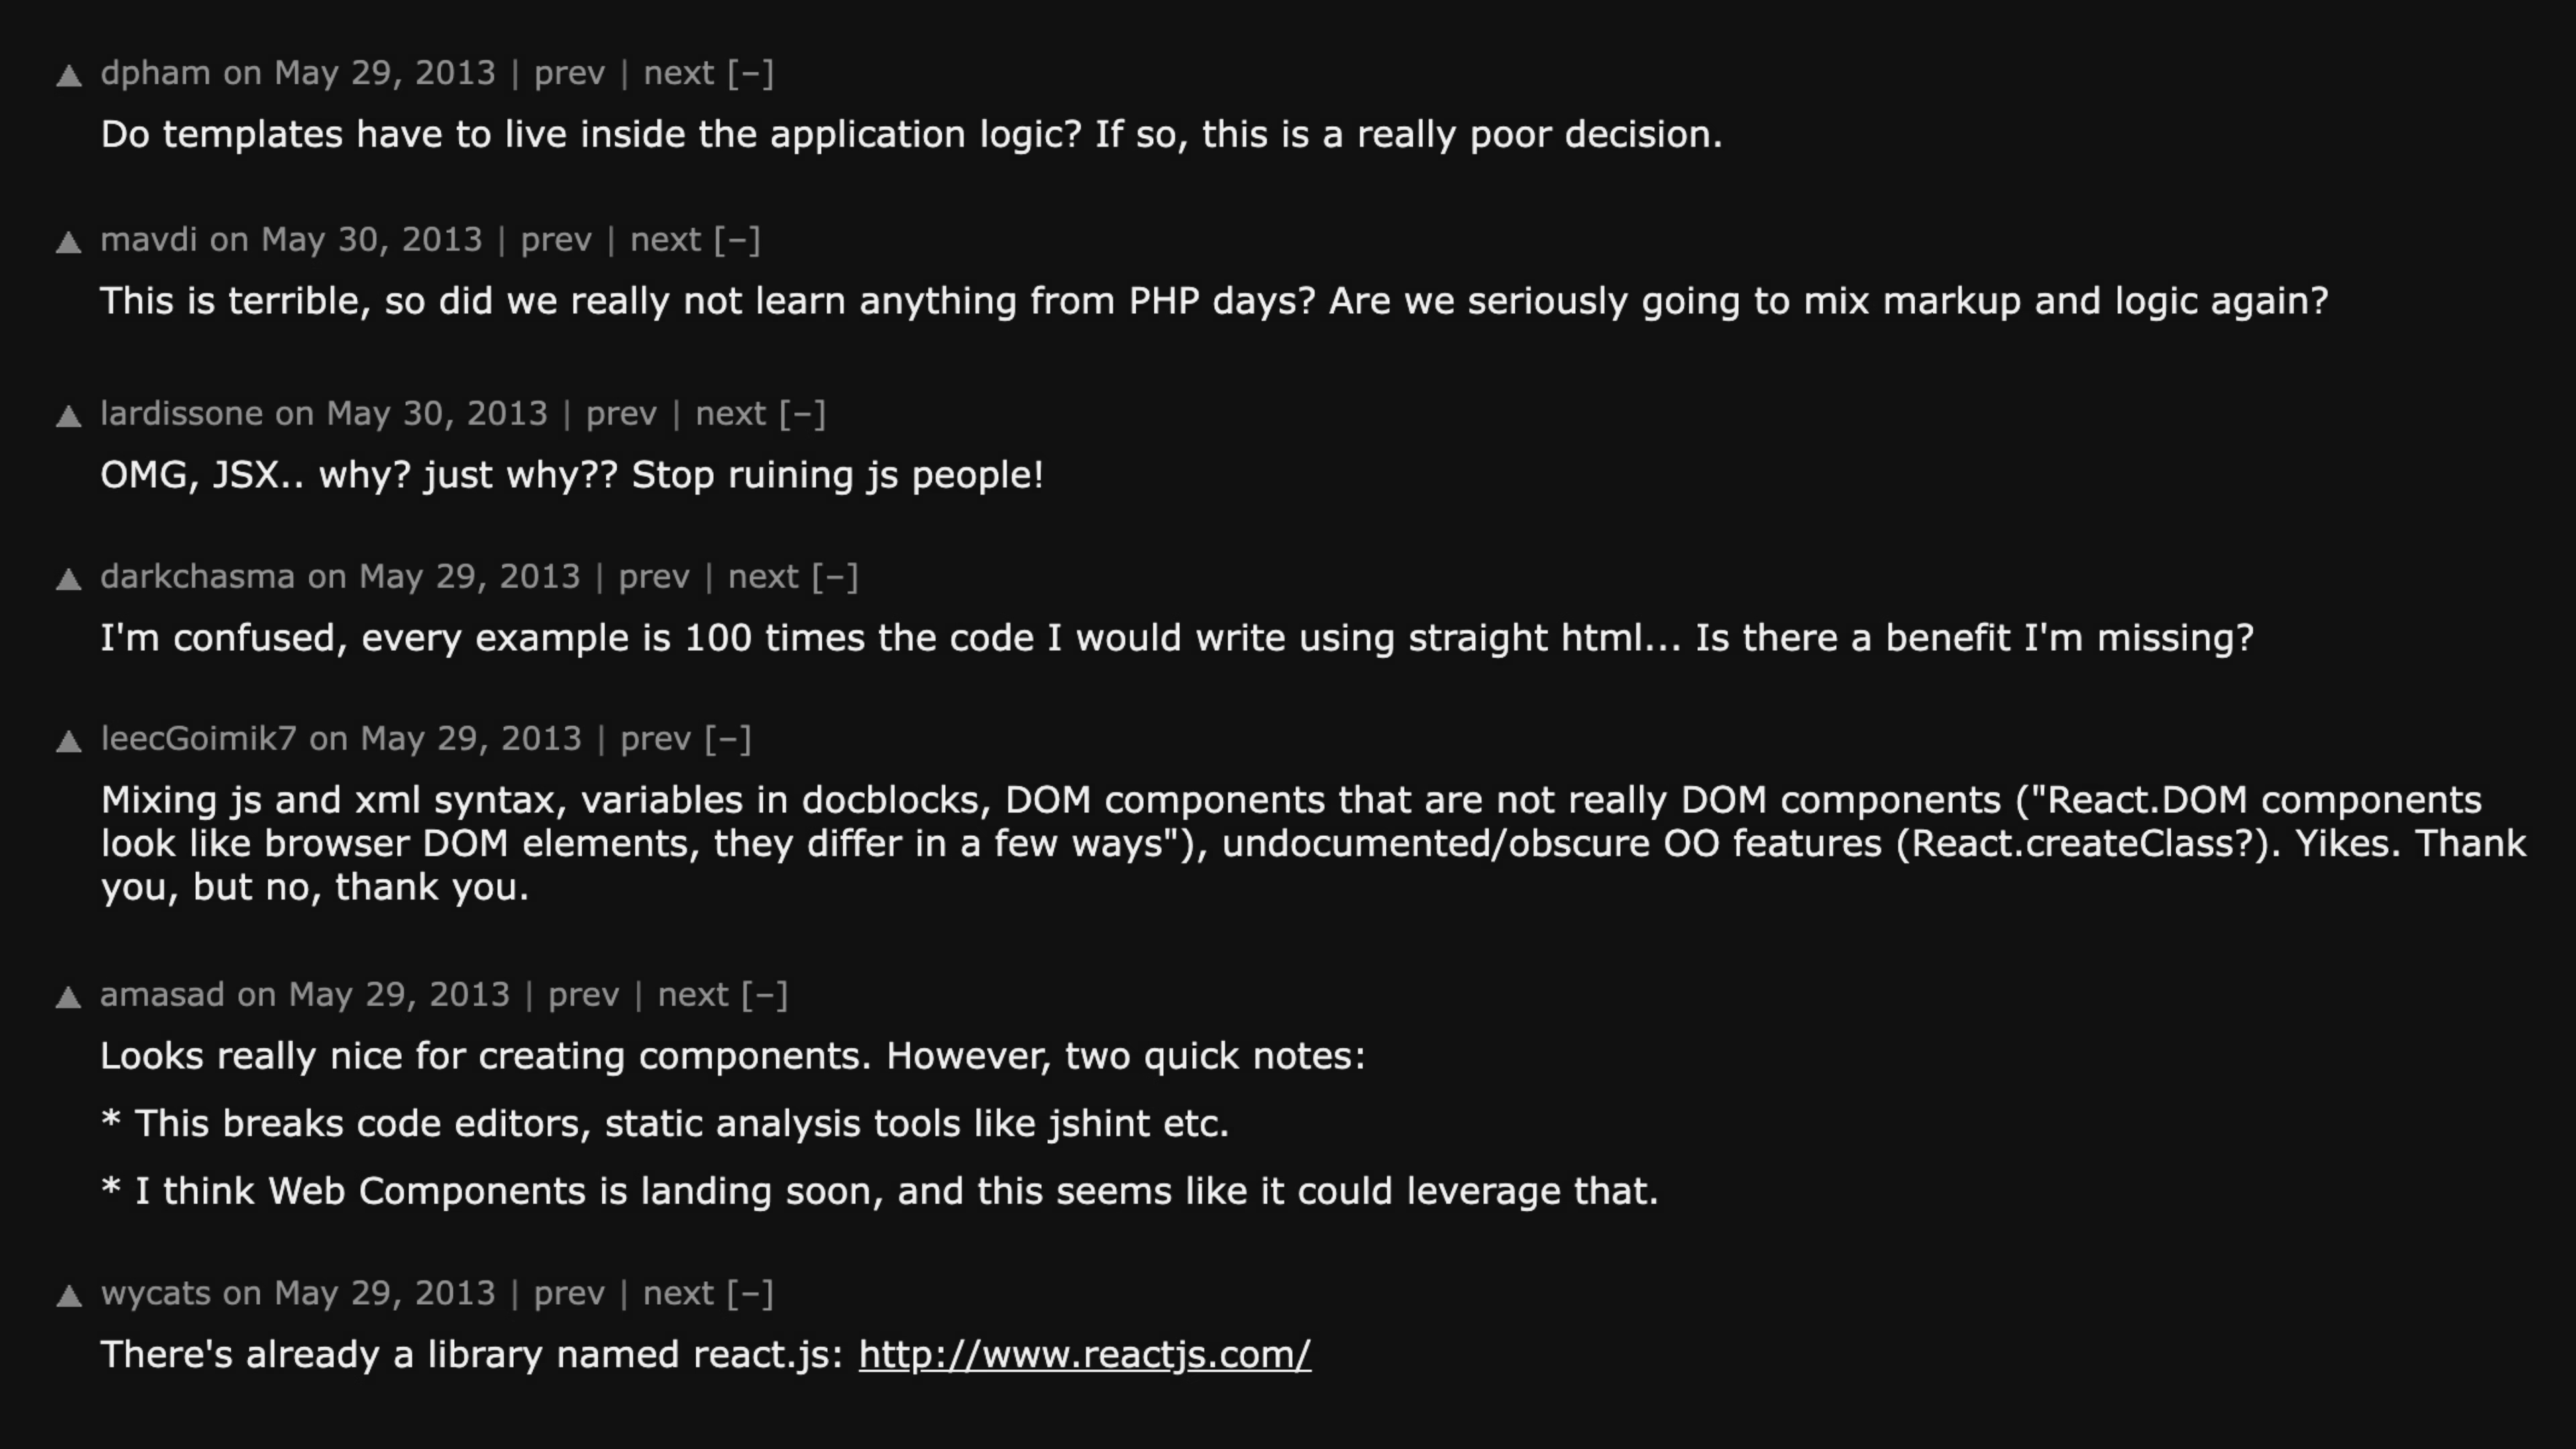 ▲ dpham on May 29, 2013 | prev | next [–]
Do templates have to live inside the application logic? If so, this is a really poor decision.
▲ mavdi on May 30, 2013 | prev | next [–]
This is terrible, so did we really not learn anything from PHP days? Are we seriously going to mix markup and logic again?
▲ lardissone on May 30, 2013 | prev | next [–]
OMG, JSX.. why? just why?? Stop ruining js people!
▲ darkchasma on May 29, 2013 | prev | next [–]
I'm confused, every example is 100 times the code I would write using straight html... Is there a benefit I'm missing?
▲ leecGoimik7 on May 29, 2013 | prev [–]
Mixing js and xml syntax, variables in docblocks, DOM components that are not really DOM components ("React.DOM components
look like browser DOM elements, they differ in a few ways"), undocumented/obscure OO features (React.createClass?). Yikes. Thank
you, but no, thank you.
▲ amasad on May 29, 2013 | prev | next [–]
Looks really nice for creating components. However, two quick notes:
* This breaks code editors, static analysis tools like jshint etc.
* I think Web Components is landing soon, and this seems like it could leverage that.
▲ wycats on May 29, 2013 | prev | next [–]
There's already a library named react.js: http://www.reactjs.com/